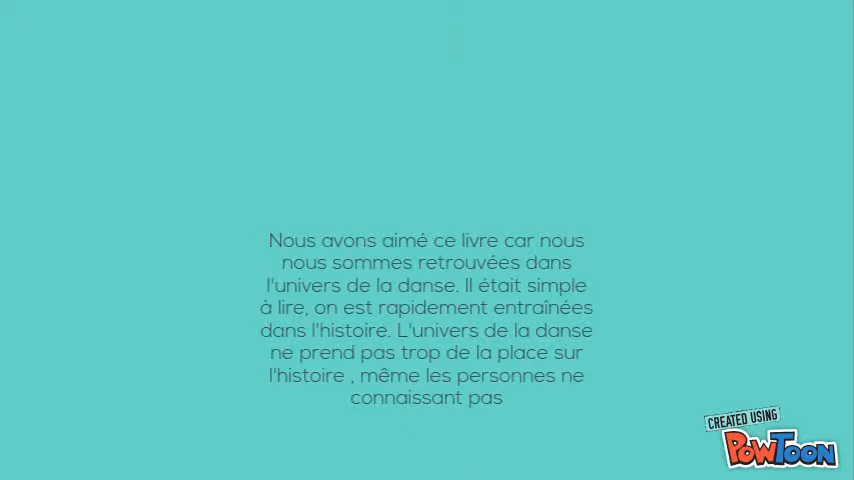 Nous avons aimé ce livre car nous
nous sommes retrouvées dans
l'univers de la danse. Il était simple
à lire, on est rapidement entraînées
dans l'histoire. L'univers de la danse
ne prend pas trop de la place sur
l'histoire , même les personnes ne
connaissant pas
CREATED USING
POWTOON